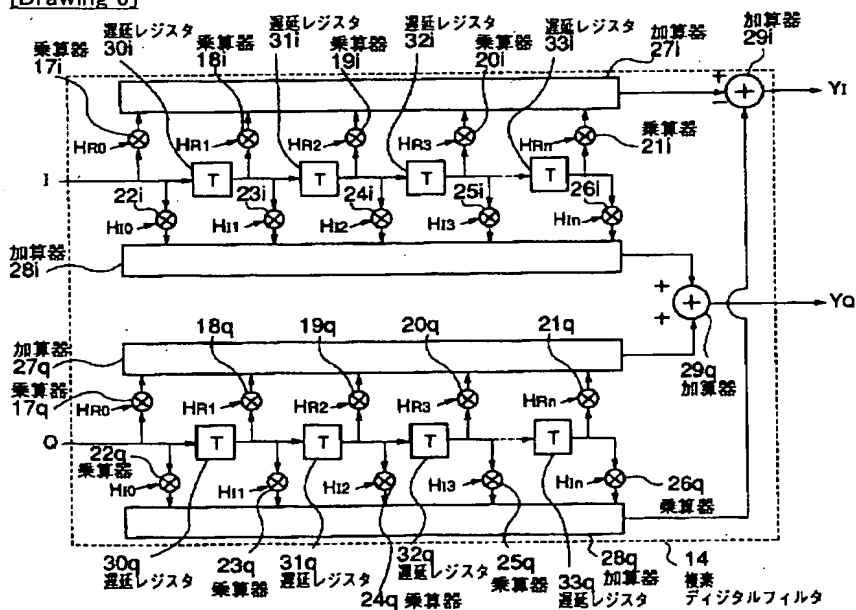 [Drawing 6]
遅延レジスタ
30i
乗算器
17i
乗算器
18i
遅延レジスタ
31i
乗算器
19i
遅延レジスタ
32i
乗算器
20i
遅延レジスタ
33i
加算器
27i
加算器
29i
+
−
+
YI
HR0
HR1
HR2
HR3
HRn
乗算器
21i
I
T
T
T
T
22i
23i
24i
25i
26i
HI0
HI1
HI2
HI3
HIn
加算器
28i
+
+
+
YQ
29q
加算器
加算器
27q
乗算器
17q
18q
19q
20q
21q
HR0
HR1
HR2
HR3
HRn
Q
T
T
T
T
22q
乗算器
HI0
HI1
HI2
HI3
HIn
26q
乗算器
30q
遅延レジスタ
23q
乗算器
31q
遅延レジスタ
24q 乗算器
32q
遅延レジスタ
25q
乗算器
33q
遅延レジスタ
28q
加算器
14
複素
ディジタルフィルタ